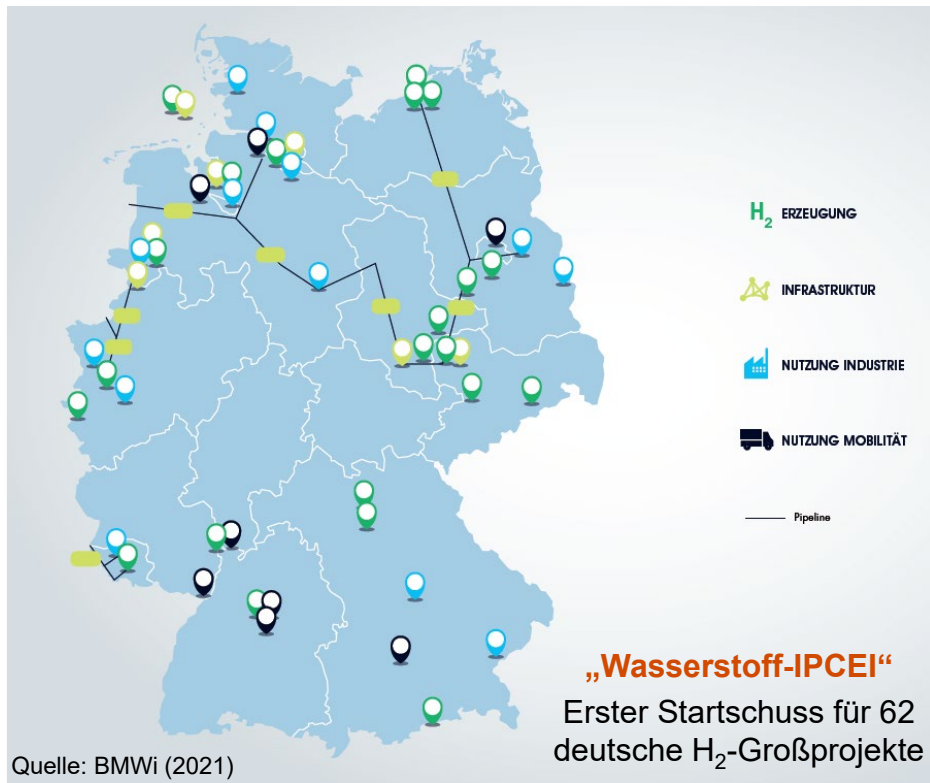 H₂ ERZEUGUNG
INFRASTRUKTUR
NUTZUNG INDUSTRIE
NUTZUNG MOBILITÄT
Pipeline
„Wasserstoff-IPCEI“
Erster Startschuss für 62
deutsche H₂-Großprojekte
Quelle: BMWi (2021)